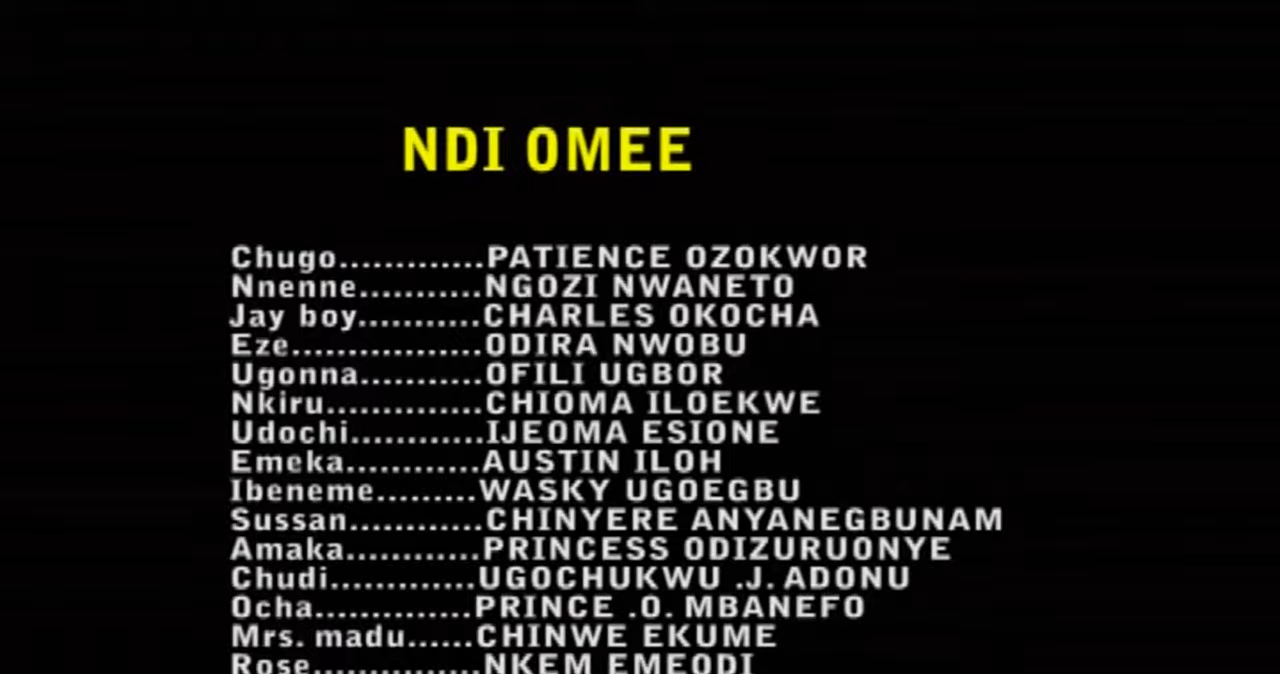 NDI OMEE
Chugo.............PATIENCE OZOKWOR
Nnenne...........NGOZI NWANETO
Jay boy...........CHARLES OKOCHA
Eze.................ODIRA NWOBU
Ugonna...........OFILI UGBOR
Nkiru..............CHIOMA ILOEKWE
Udochi............IJEOMA ESIONE
Emeka............AUSTIN ILOH
Ibeneme.........WASKY UGOEGBU
Sussan............CHINYERE ANYANEGBUNAM
Amaka............PRINCESS ODIZURUONYE
Chudi.............UGOCHUKWU .J. ADONU
Ocha..............PRINCE .O. MBANEFO
Mrs. madu......CHINWE EKUME
Rose...............NKEM EMEODI